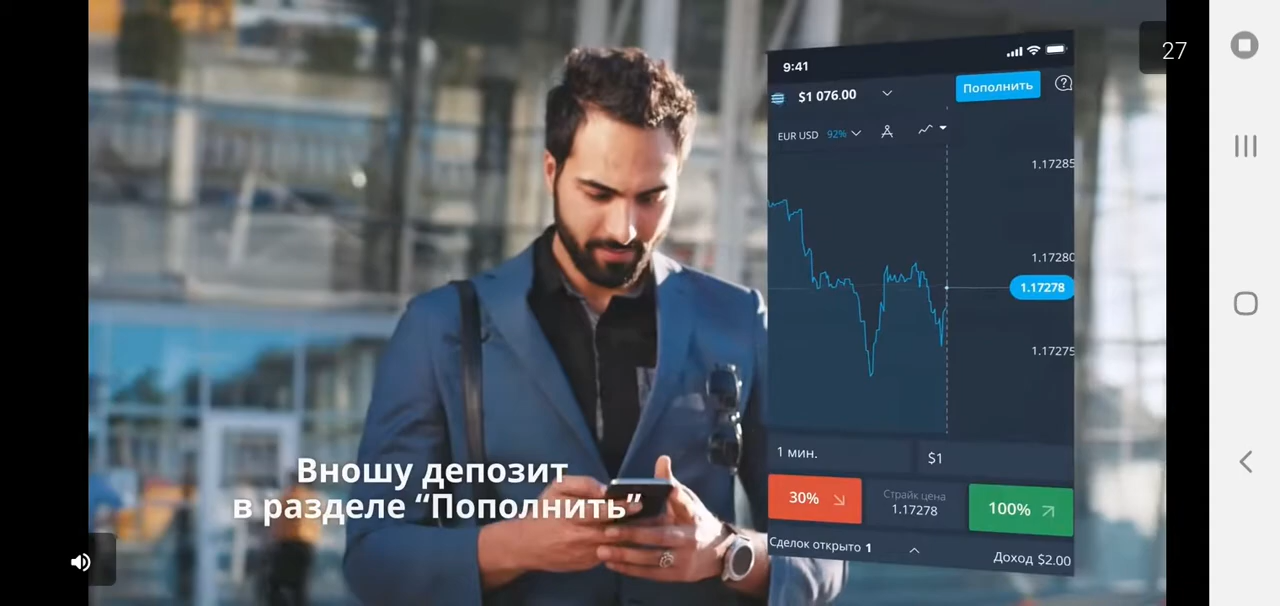 27
9:41
$1 076.00
Пополнить
?
EUR USD 92%
1.17285
1.17280
1.17278
1.17275
1 мин.
$1
30%
Страйк цена
1.17278
100%
Сделок открыто 1
Доход $2.00
Вношу депозит
в разделе “Пополнить”